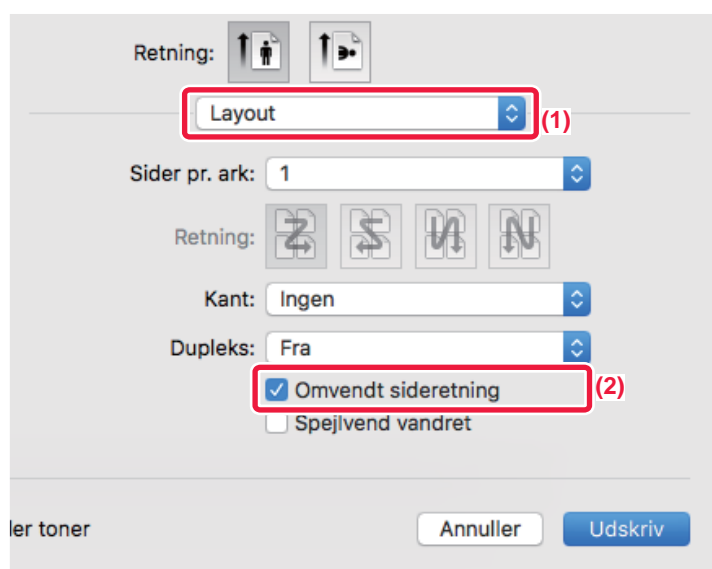 Retning:
Layout
(1)
Sider pr. ark: 1
Retning:
Kant: Ingen
Dupleks: Fra
Omvendt sideretning
(2)
Spejlvend vandret
ler toner
Annuller
Udskriv